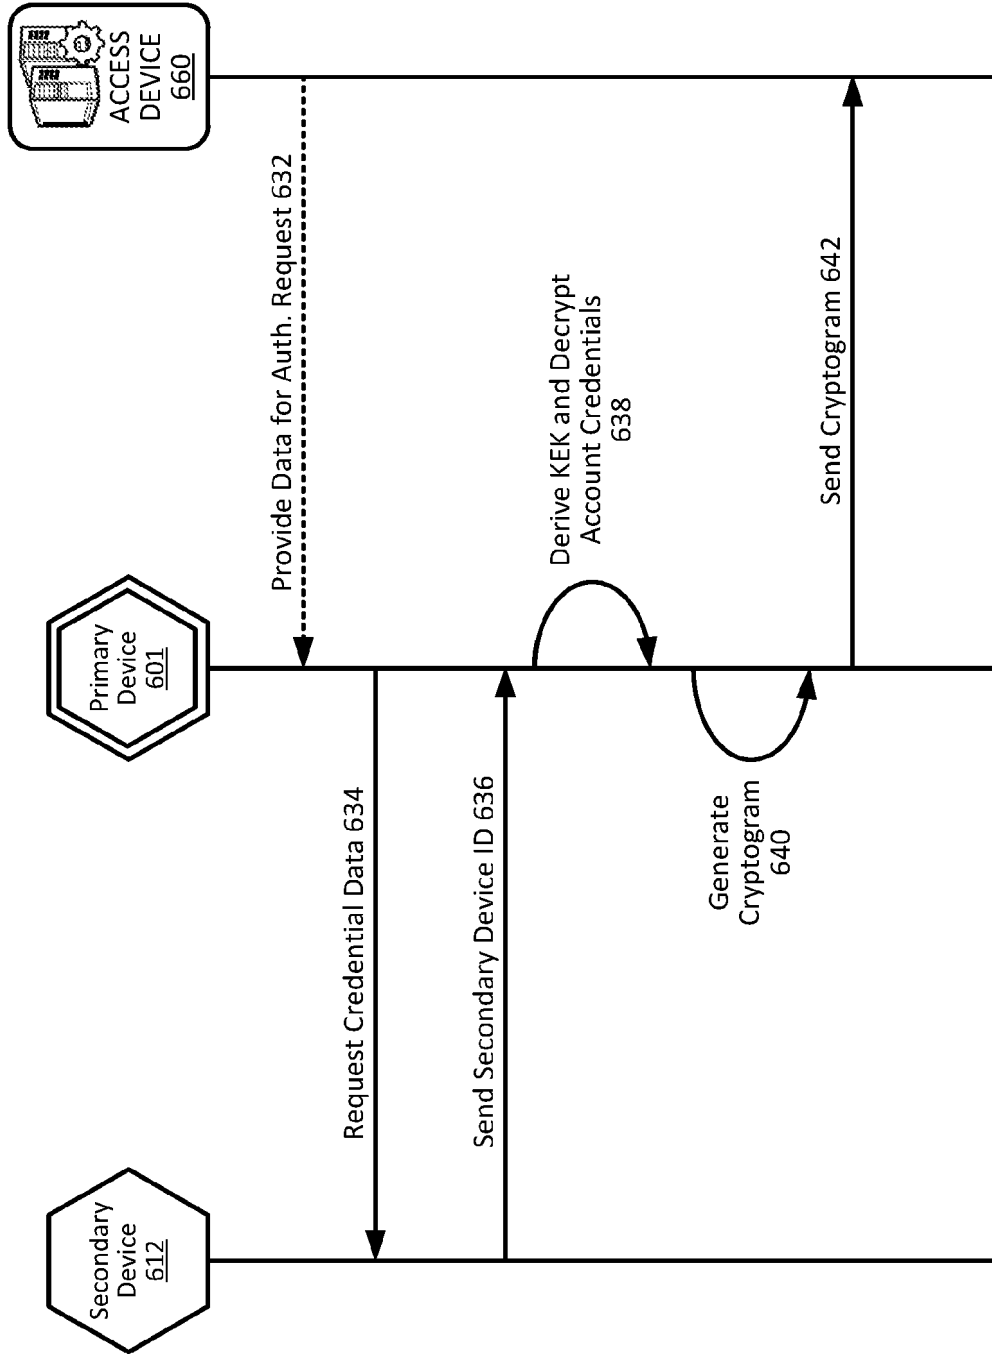 Secondary
Device
612
Primary
Device
601
ACCESS
DEVICE
660
Provide Data for Auth. Request 632
Request Credential Data 634
Send Secondary Device ID 636
Derive KEK and Decrypt
Account Credentials
638
Generate
Cryptogram
640
Send Cryptogram 642